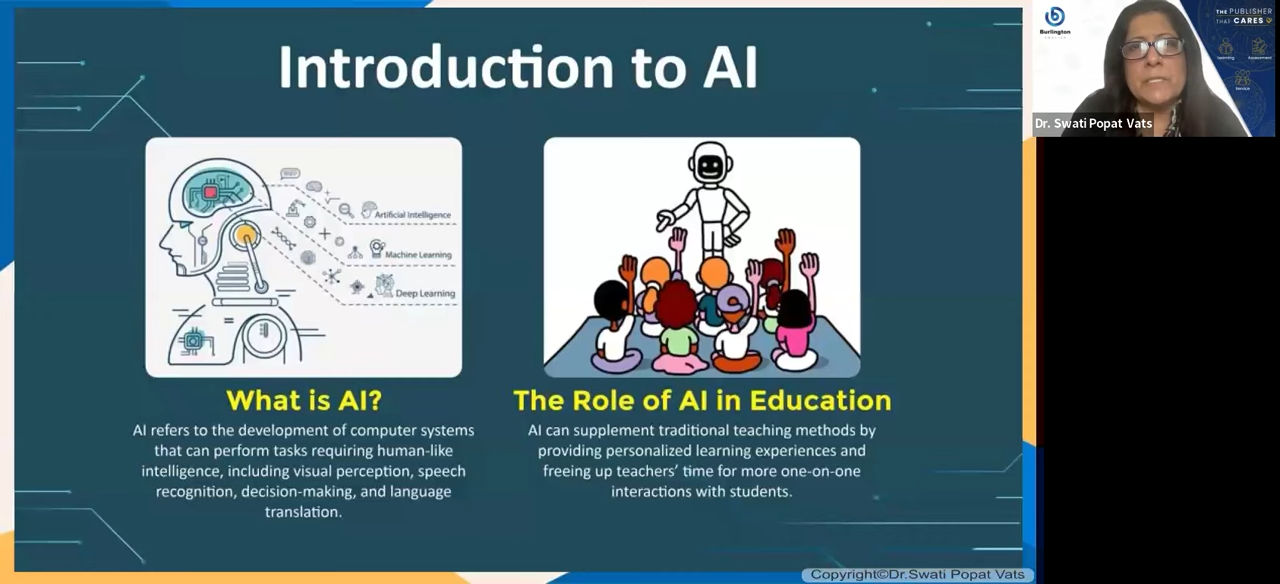 Introduction to AI
Artificial Intelligence
Machine Learning
Deep Learning
What is AI?
AI refers to the development of computer systems
that can perform tasks requiring human-like
intelligence, including visual perception, speech
recognition, decision-making, and language
translation.
The Role of AI in Education
AI can supplement traditional teaching methods by
providing personalized learning experiences and
freeing up teachers’ time for more one-on-one
interactions with students.
Copyright©Dr.Swati Popat Vats
Burlington
THE PUBLISHER
THAT CARES
Learning
Assessment
Service
Dr. Swati Popat Vats